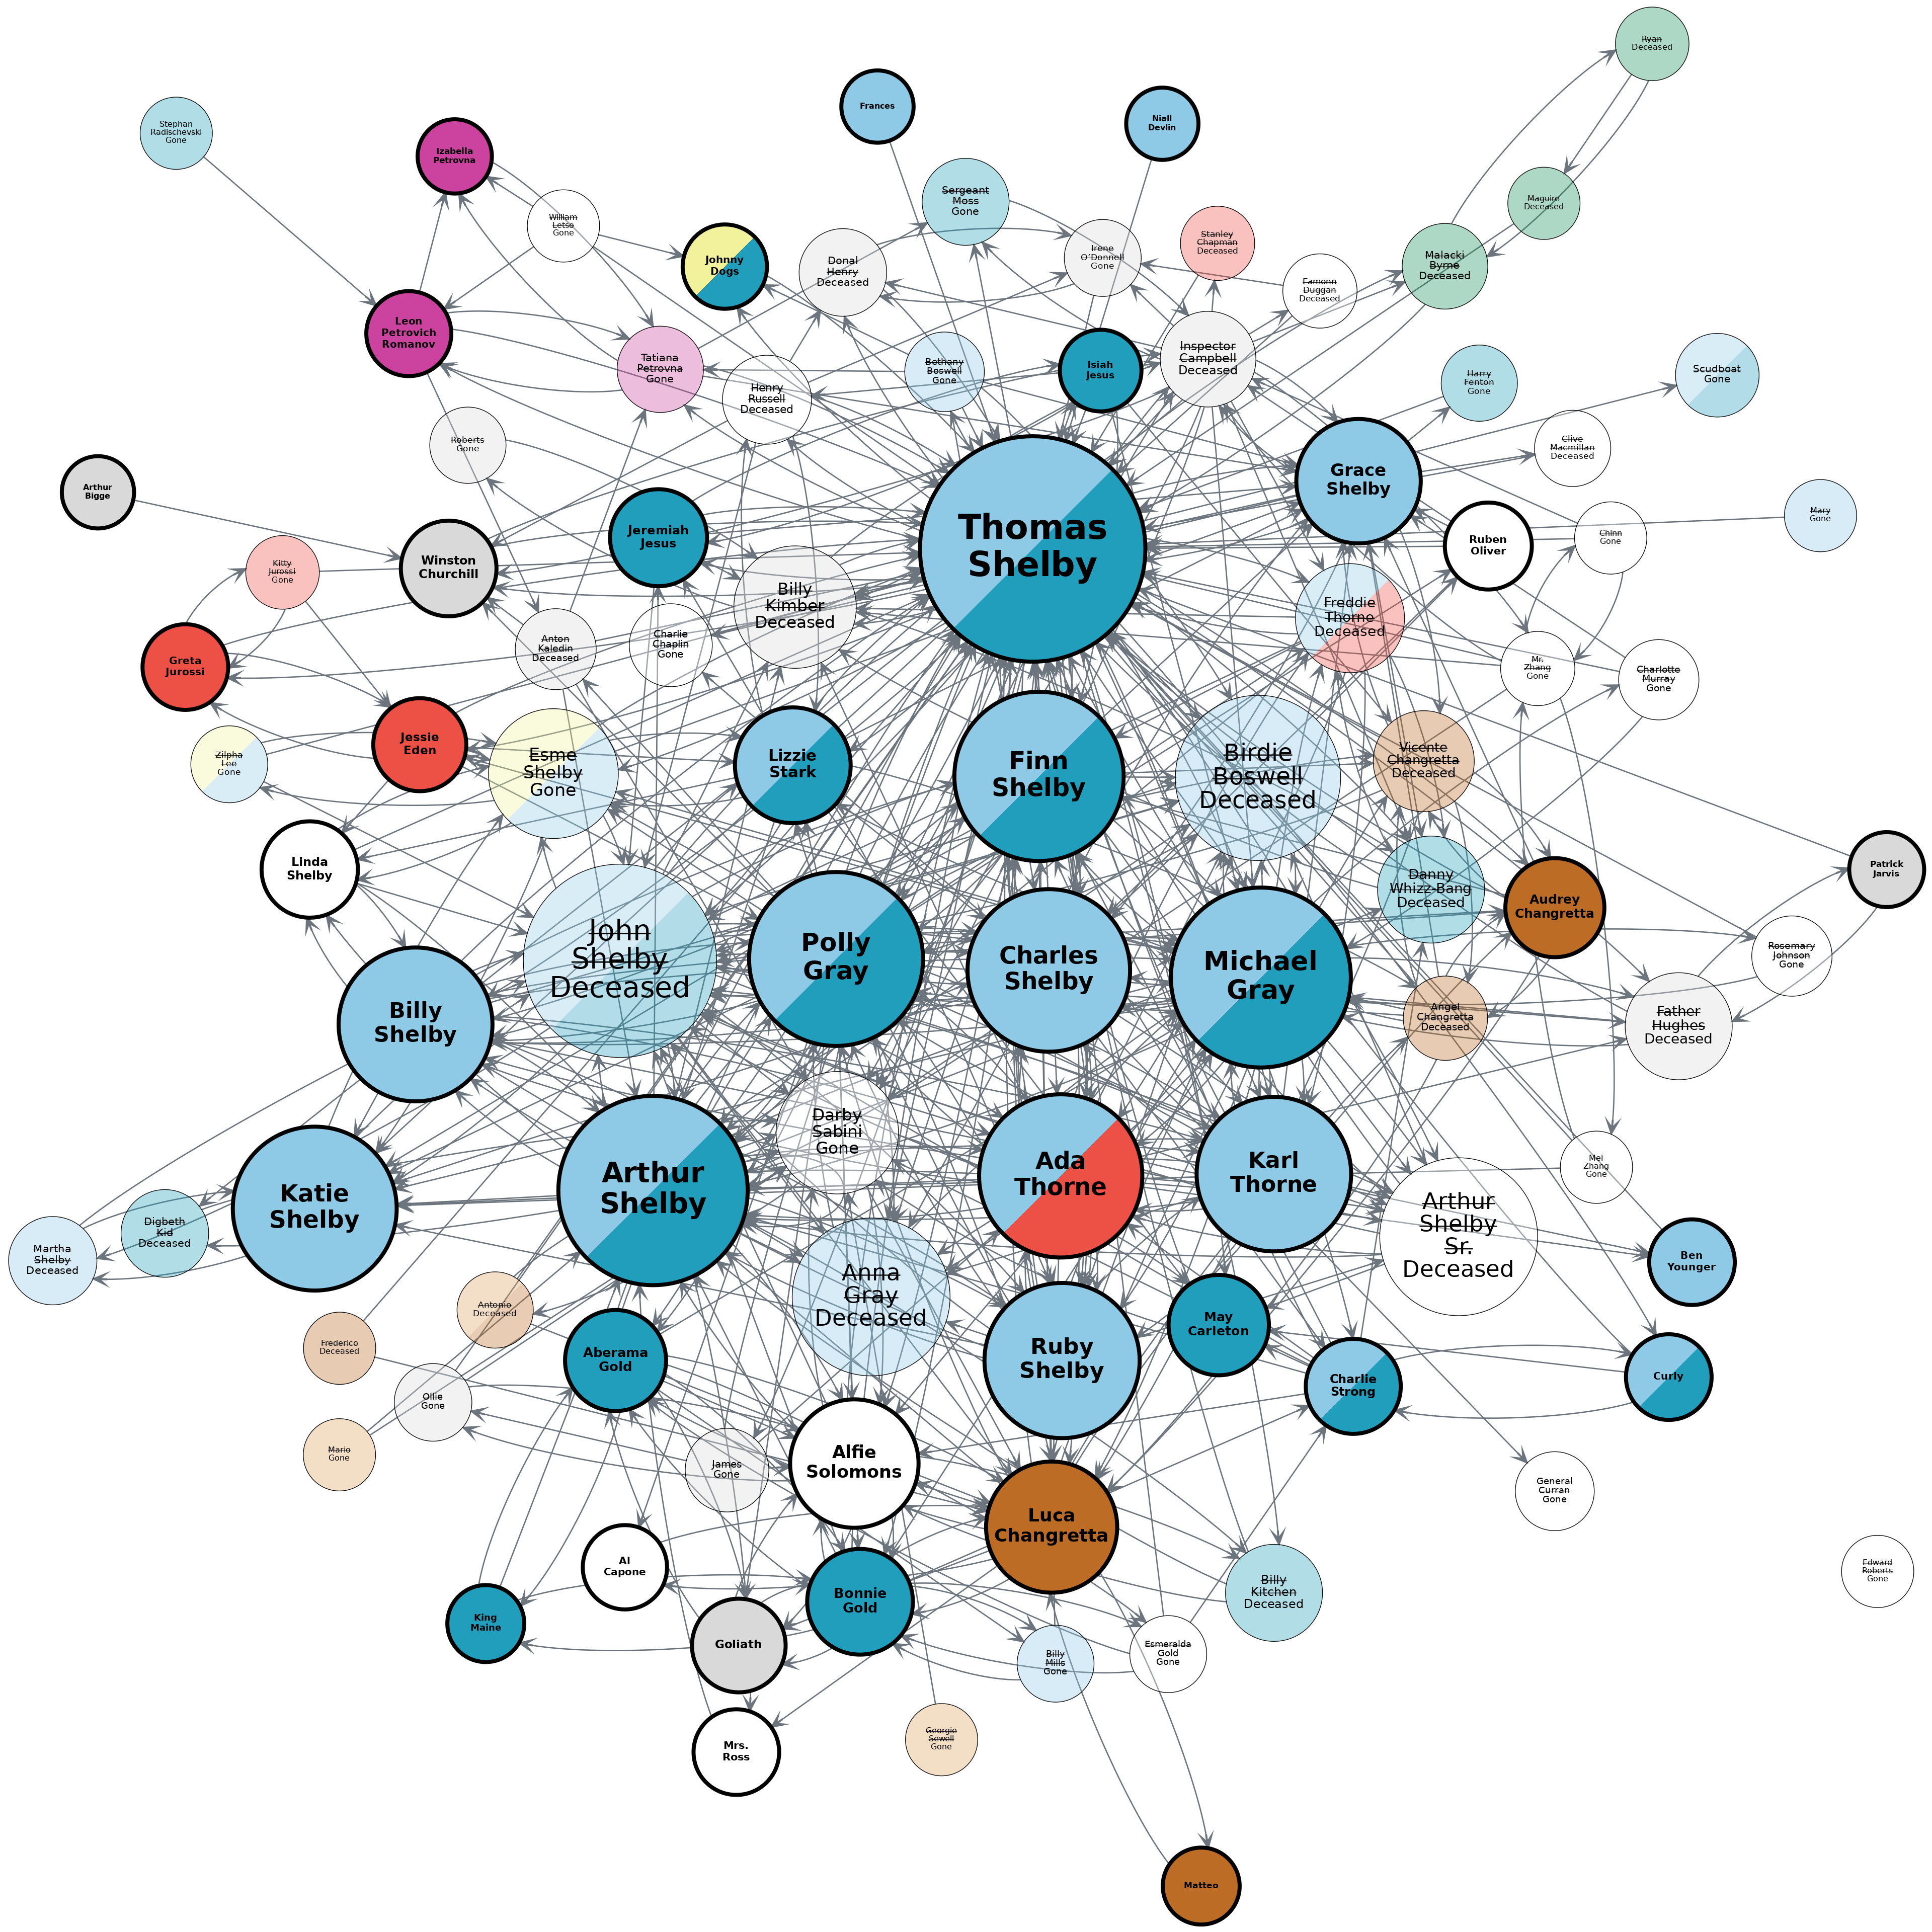 Ryan
Deceased
Frances
Niall
Devlin
Stephan
Radischevski
Gone
Izabella
Petrovna
William
Letso
Gone
Sergeant
Moss
Gone
Maguire
Deceased
Johnny
Dogs
Donal
Henry
Deceased
Irene
O'Donnell
Gone
Stanley
Chapman
Deceased
Eamonn
Duggan
Deceased
Malacki
Byrne
Deceased
Leon
Petrovich
Romanov
Tatiana
Petrovna
Gone
Henry
Russell
Deceased
Bethany
Boswell
Gone
Isiah
Jesus
Inspector
Campbell
Deceased
Harry
Fenton
Gone
Scudboat
Gone
Roberts
Gone
Clive
Macmillan
Deceased
Grace
Shelby
Arthur
Bigge
Mary
Gone
Thomas
Shelby
Jeremiah
Jesus
Ruben
Oliver
Chinn
Gone
Winston
Churchill
Kitty
Jurossi
Gone
Billy
Kimber
Deceased
Freddie
Thorne
Deceased
Anton
Kaledin
Deceased
Charlie
Chaplin
Gone
Greta
Jurossi
Mr.
Zhang
Gone
Charlotte
Murray
Gone
Jessie
Eden
Zilpha
Lee
Gone
Esme
Shelby
Gone
Lizzie
Stark
Finn
Shelby
Birdie
Boswell
Deceased
Vicente
Changretta
Deceased
Linda
Shelby
Danny
Whizz-Bang
Deceased
Audrey
Changretta
Patrick
Jarvis
John
Shelby
Deceased
Polly
Gray
Charles
Shelby
Michael
Gray
Rosemary
Johnson
Gone
Billy
Shelby
Angel
Changretta
Deceased
Father
Hughes
Deceased
Darby
Sabini
Gone
Katie
Shelby
Arthur
Shelby
Ada
Thorne
Karl
Thorne
Mei
Zhang
Gone
Martha
Shelby
Deceased
Digbeth
Kid
Deceased
Arthur
Shelby
Sr.
Deceased
Ben
Younger
Anna
Gray
Deceased
Antonio
Deceased
Frederico
Deceased
Aberama
Gold
Ruby
Shelby
May
Carleton
Charlie
Strong
Curly
Ollie
Gone
Mario
Gone
James
Gone
Alfie
Solomons
Luca
Changretta
General
Curran
Gone
Al
Capone
Bonnie
Gold
Billy
Kitchen
Deceased
Edward
Roberts
Gone
King
Maine
Goliath
Billy
Mills
Gone
Esmeralda
Gold
Gone
Mrs.
Ross
Georgie
Sewell
Gone
Matteo